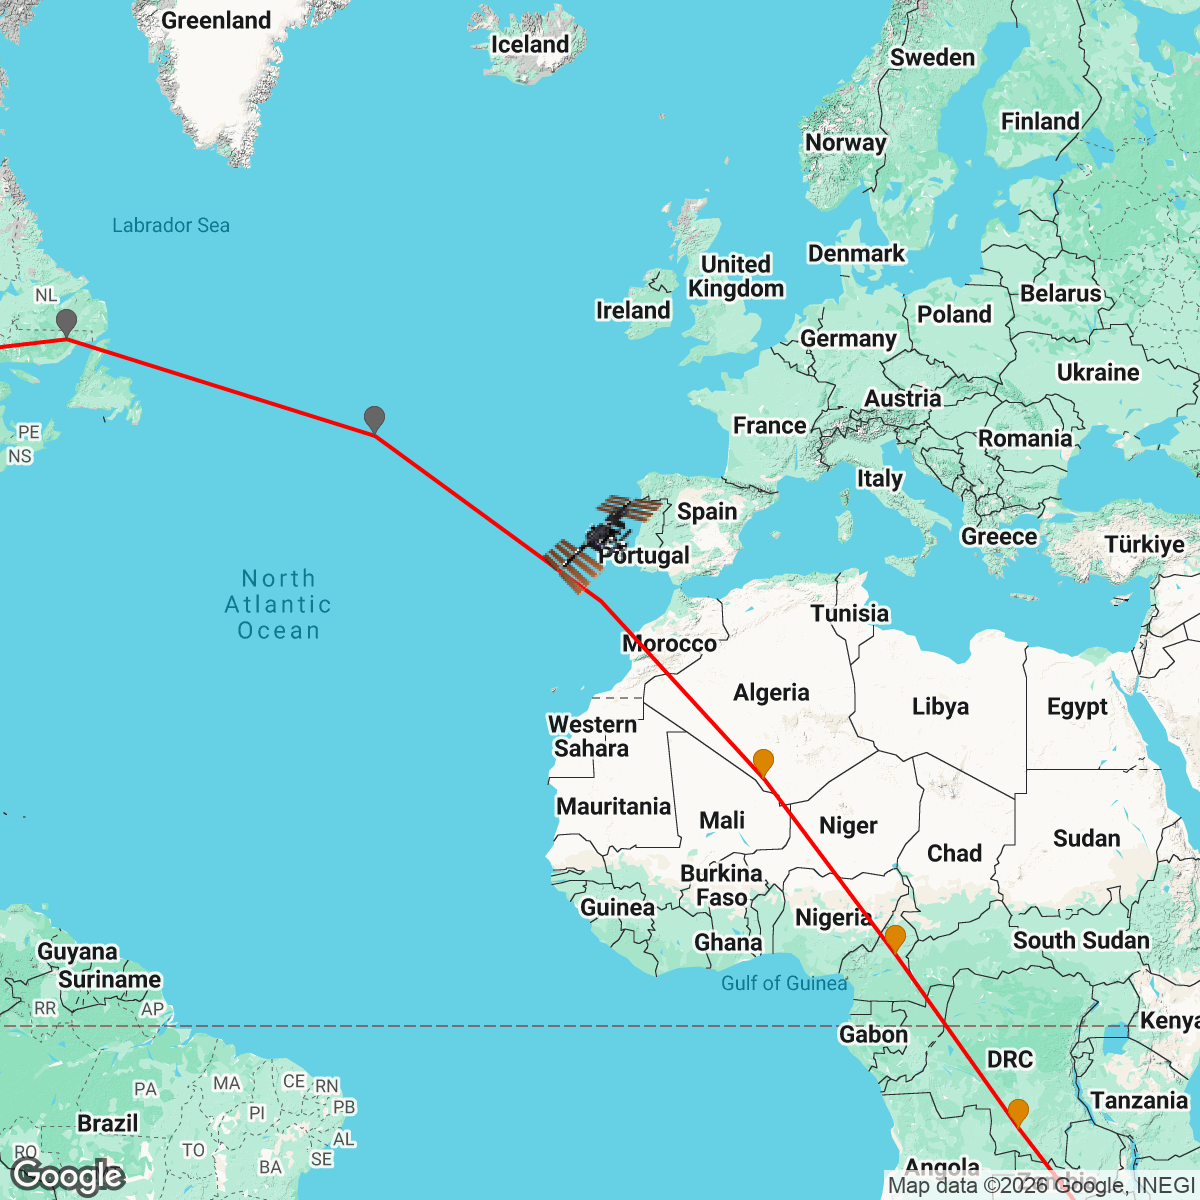 Greenland
Iceland
Sweden
Finland
Norway
Labrador Sea
Denmark
United
Kingdom
NL
Ireland
Belarus
Poland
Germany
Ukraine
Austria
France
PE
Romania
NS
Italy
Spain
Greece
Türkiye
Portugal
North
Atlantic
Ocean
Tunisia
Morocco
Algeria
Libya
Egypt
Western
Sahara
Mauritania
Mali
Niger
Sudan
Chad
Burkina
Faso
Guinea
Nigeria
Ghana
South Sudan
Guyana
Suriname
Gulf of Guinea
RR
AP
Kenya
Gabon
DRC
PA
MA
CE
RN
PI
PB
Tanzania
Brazil
AL
TO
SE
RO
BA
Angola
Zambia
Google
Map data ©2026 Google, INEGI